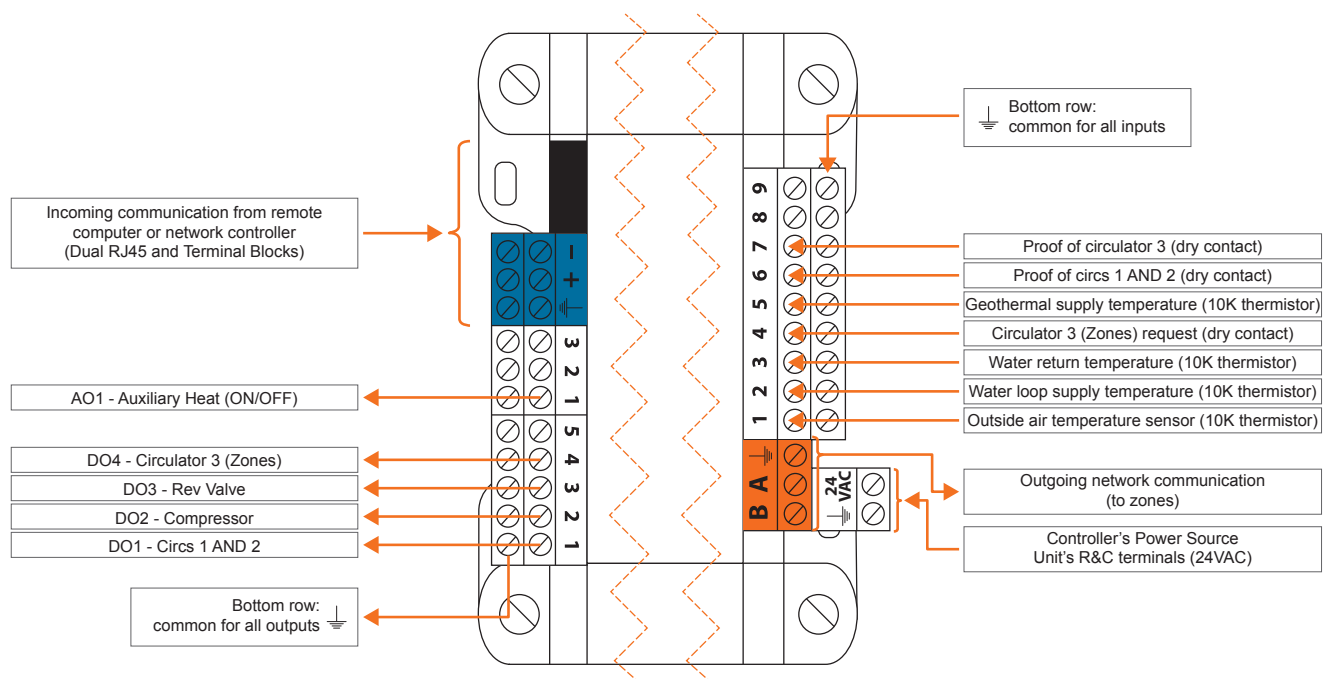 Bottom row:
common for all inputs
Incoming communication from remote
computer or network controller
(Dual RJ45 and Terminal Blocks)
AO1 - Auxiliary Heat (ON/OFF)
DO4 - Circulator 3 (Zones)
DO3 - Rev Valve
DO2 - Compressor
DO1 - Circs 1 AND 2
Bottom row:
common for all outputs
–
+
3
2
1
5
4
3
2
1
9
8
7
6
5
4
3
2
1
A
B
24
VAC
Proof of circulator 3 (dry contact)
Proof of circs 1 AND 2 (dry contact)
Geothermal supply temperature (10K thermistor)
Circulator 3 (Zones) request (dry contact)
Water return temperature (10K thermistor)
Water loop supply temperature (10K thermistor)
Outside air temperature sensor (10K thermistor)
Outgoing network communication
(to zones)
Controller's Power Source
Unit's R&C terminals (24VAC)